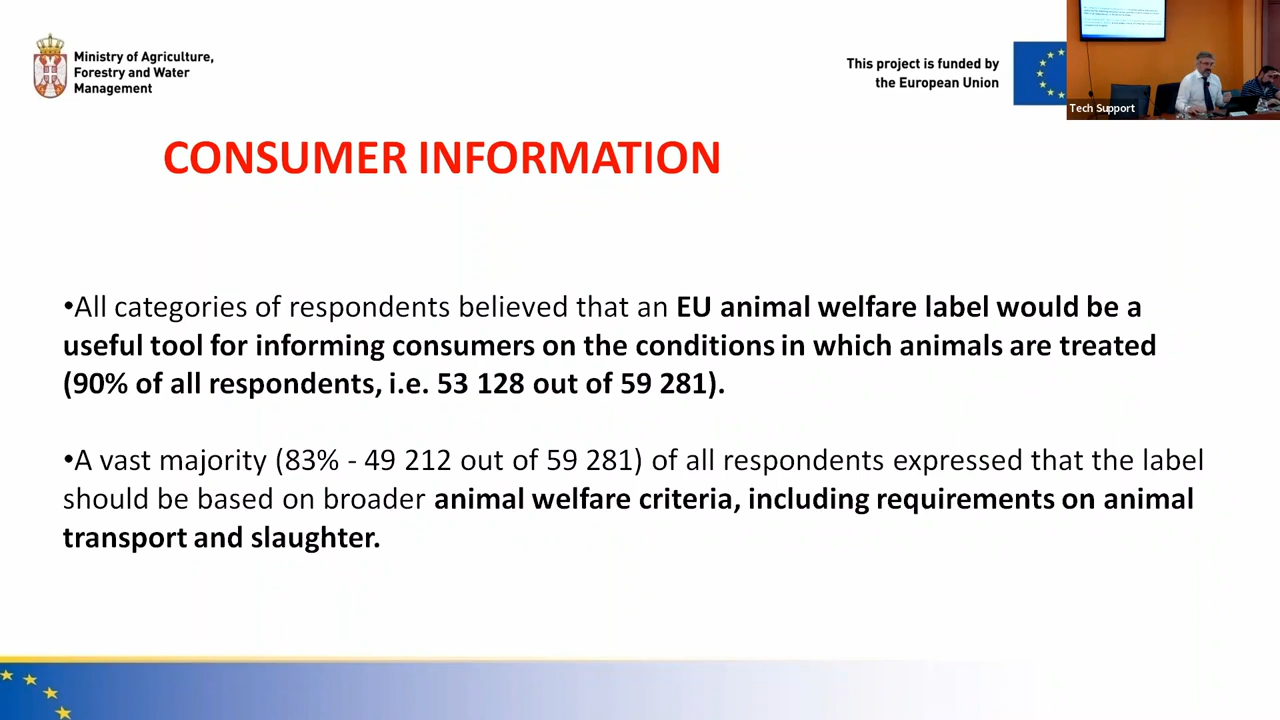 Ministry of Agriculture,
Forestry and Water
Management
This project is funded by
the European Union
Tech Support
CONSUMER INFORMATION
•All categories of respondents believed that an EU animal welfare label would be a
useful tool for informing consumers on the conditions in which animals are treated
(90% of all respondents, i.e. 53 128 out of 59 281).
•A vast majority (83% - 49 212 out of 59 281) of all respondents expressed that the label
should be based on broader animal welfare criteria, including requirements on animal
transport and slaughter.